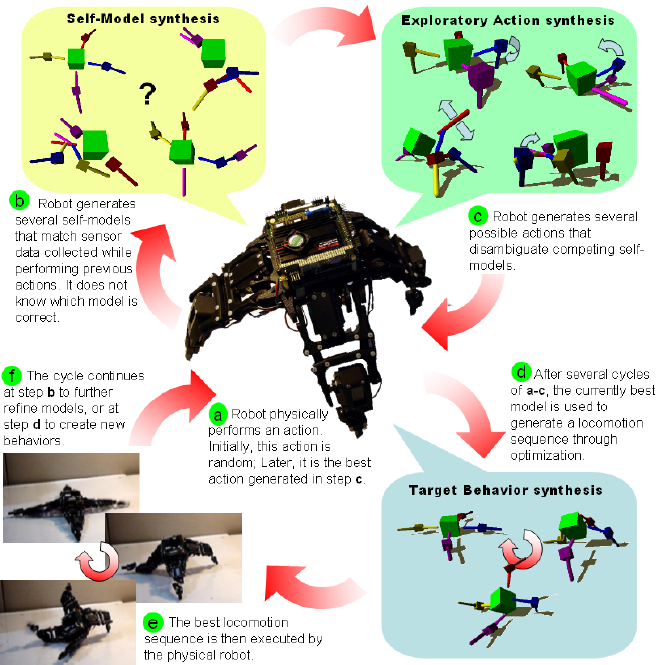 Self-Model synthesis
Exploratory Action synthesis
?
b Robot generates
several self-models
that match sensor
data collected while
performing previous
actions. It does not
know which model is
correct.
c Robot generates several
possible actions that
disambiguate competing self-
models.
f The cycle continues
at step b to further
refine models, or at
step d to create new
behaviors.
a Robot physically
performs an action.
Initially, this action is
random; Later, it is the best
action generated in step c.
d After several cycles
of a-c, the currently best
model is used to
generate a locomotion
sequence through
optimization.
Target Behavior synthesis
e The best locomotion
sequence is then executed by
the physical robot.